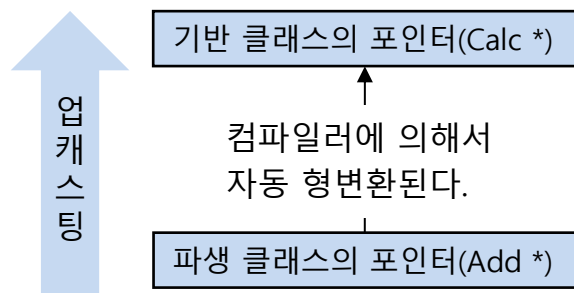 기반 클래스의 포인터(Calc *)
업캐스팅
컴파일러에 의해서
자동 형변환된다.
파생 클래스의 포인터(Add *)